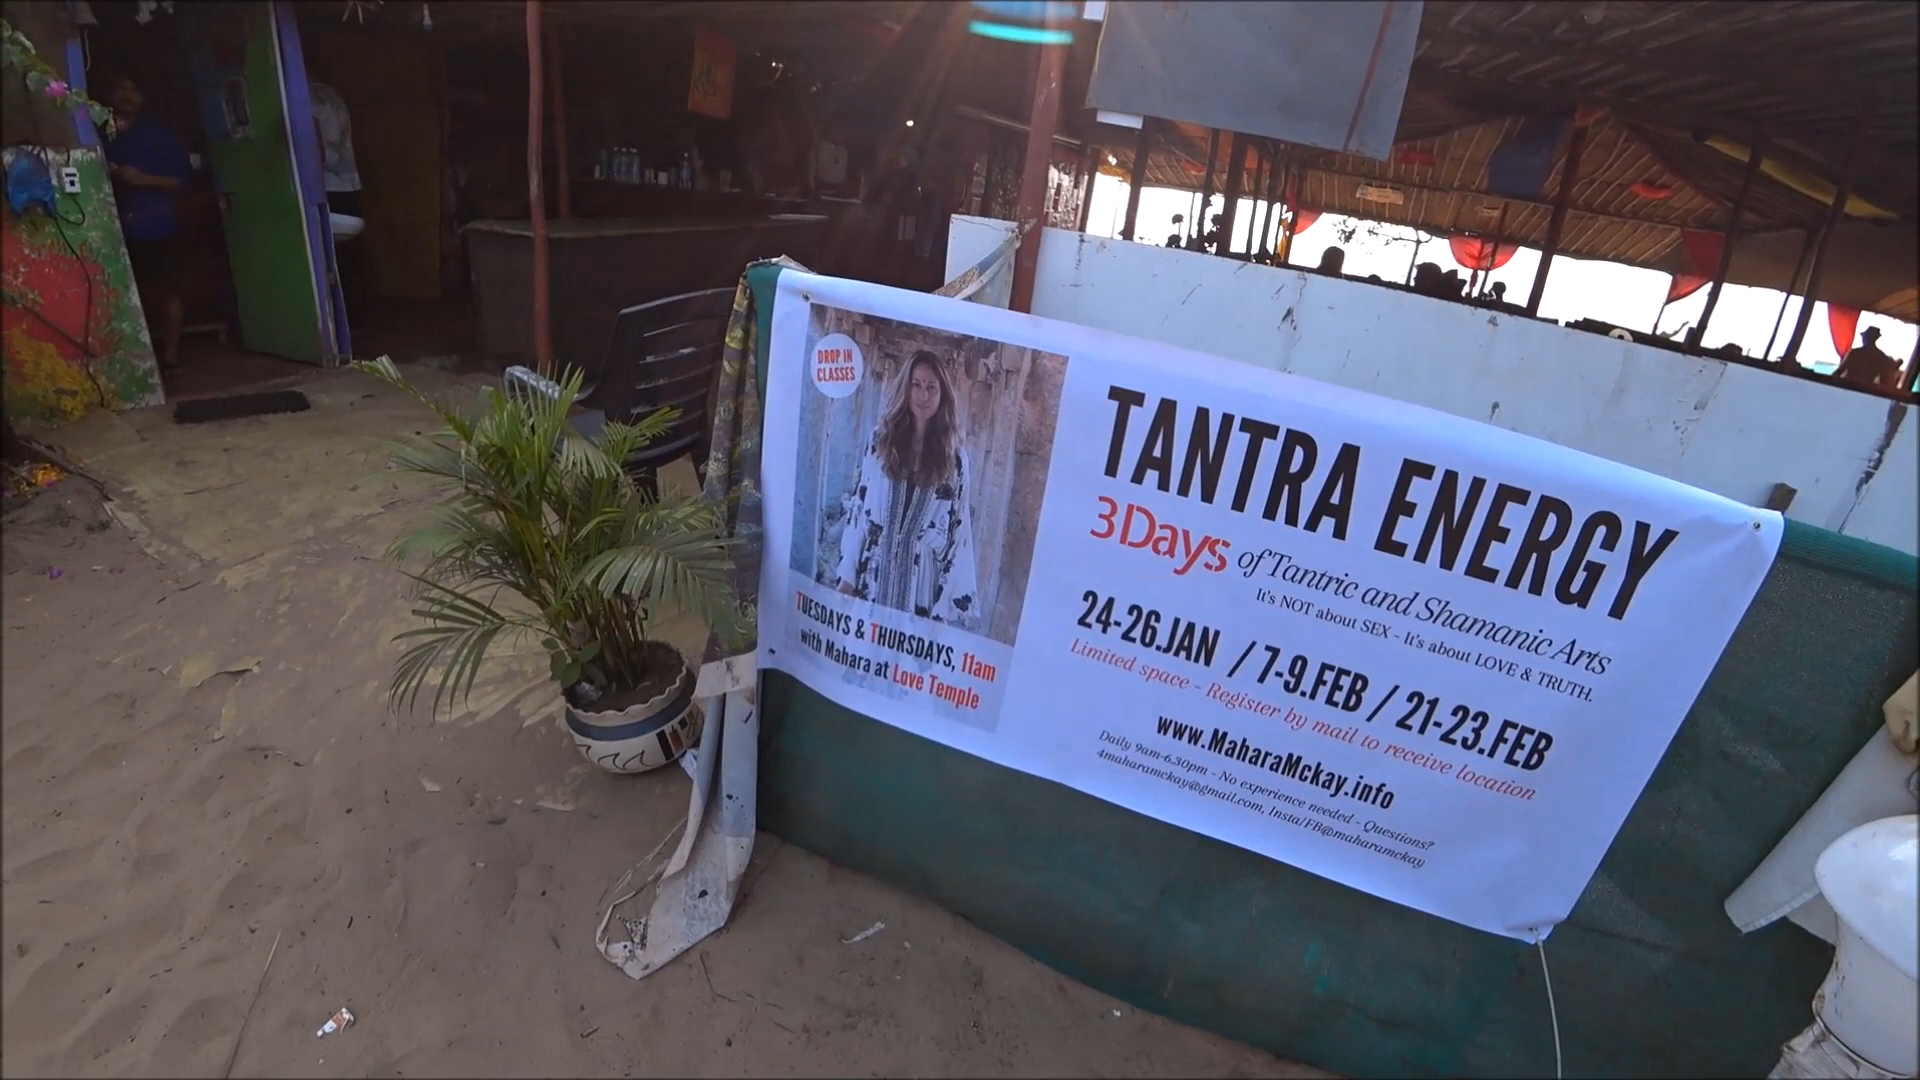 DROP IN
CLASSES
TUESDAYS & THURSDAYS, 11am
with Mahara at Love Temple
TANTRA ENERGY
3 Days of Tantric and Shamanic Arts
It's NOT about SEX - It's about LOVE & TRUTH.
24-26.JAN / 7-9.FEB / 21-23.FEB
Limited space - Register by mail to receive location
www.MaharaMckay.info
Daily 9am-6.30pm - No experience needed - Questions?
4maharamckay@gmail.com, Insta/FB@maharamckay